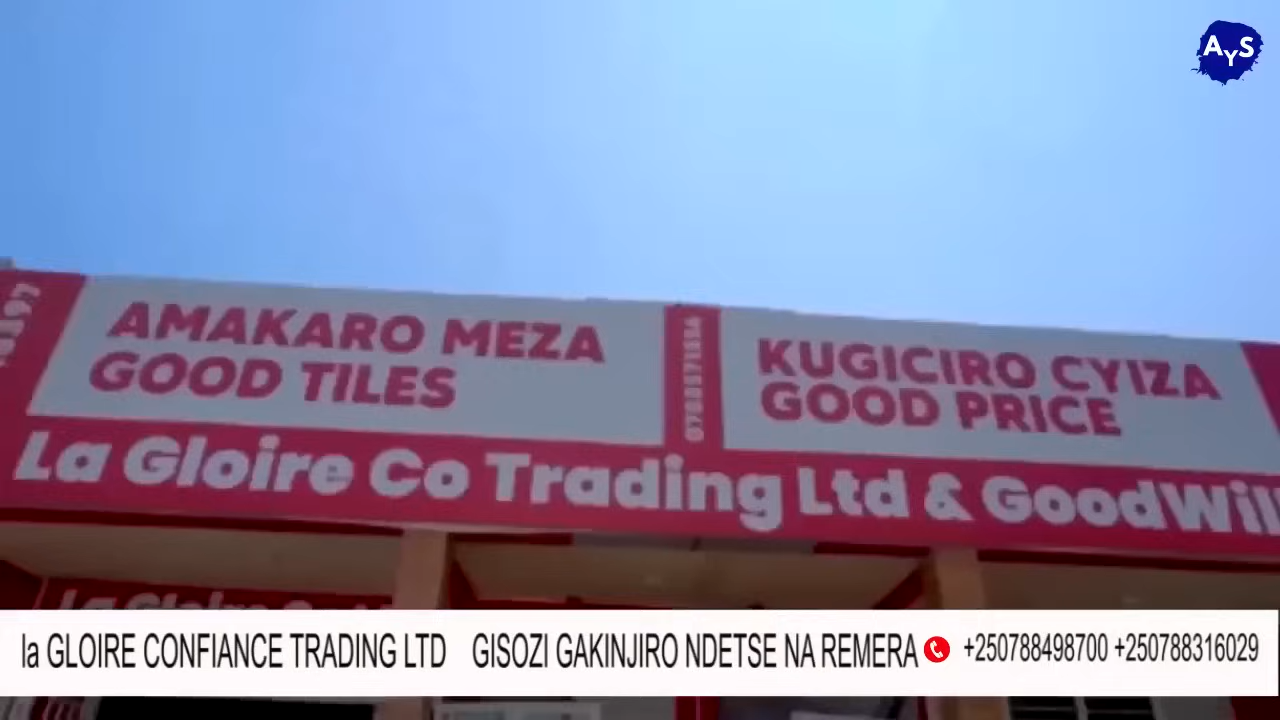 AyS
AMAKARO MEZA
GOOD TILES
KUGICIRO CYIZA
GOOD PRICE
La Gloire Co Trading Ltd & GoodWill
la GLOIRE CONFIANCE TRADING LTD GISOZI GAKINJIRO NDETSE NA REMERA +250788498700 +250788316029